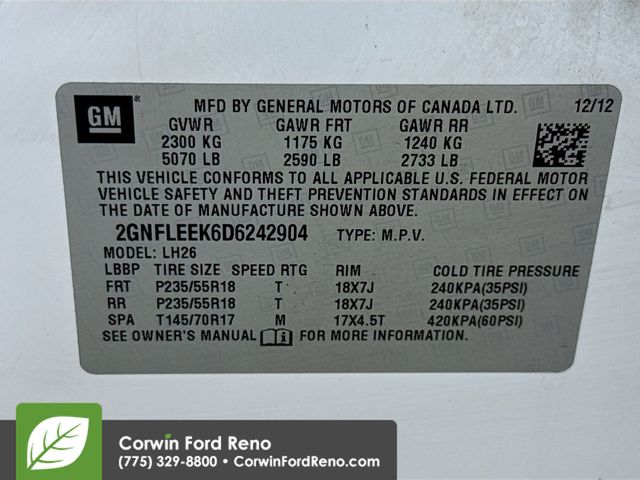 GM
MFD BY GENERAL MOTORS OF CANADA LTD. 12/12
GVWR GAWR FRT GAWR RR
2300 KG 1175 KG 1240 KG
5070 LB 2590 LB 2733 LB
THIS VEHICLE CONFORMS TO ALL APPLICABLE U.S. FEDERAL MOTOR
VEHICLE SAFETY AND THEFT PREVENTION STANDARDS IN EFFECT ON
THE DATE OF MANUFACTURE SHOWN ABOVE.
2GNFLEEK6D6242904 TYPE: M.P.V.
MODEL: LH26
LBBP TIRE SIZE SPEED RTG RIM COLD TIRE PRESSURE
FRT P235/55R18 T 18X7J 240KPA(35PSI)
RR P235/55R18 T 18X7J 240KPA(35PSI)
SPA T145/70R17 M 17X4.5T 420KPA(60PSI)
SEE OWNER'S MANUAL FOR MORE INFORMATION.
Corwin Ford Reno
(775) 329-8800 • CorwinFordReno.com